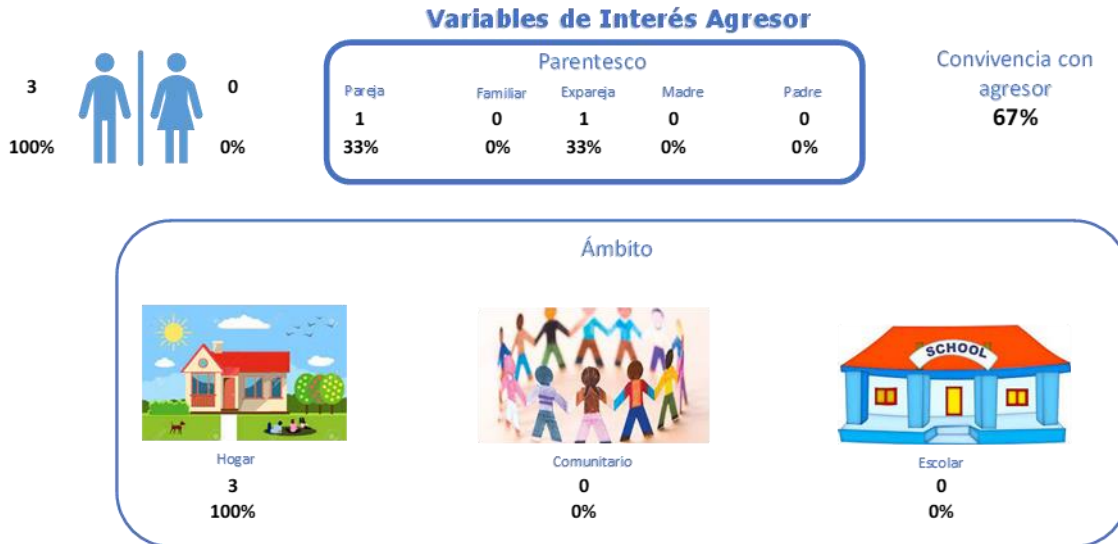 Variables de Interés Agresor
3
0
100%
0%
Parentesco
Pareja Familiar Expareja Madre Padre
1 0 1 0 0
33% 0% 33% 0% 0%
Convivencia con
agresor
67%
Ámbito
SCHOOL
Hogar
3
100%
Comunitario
0
0%
Escolar
0
0%